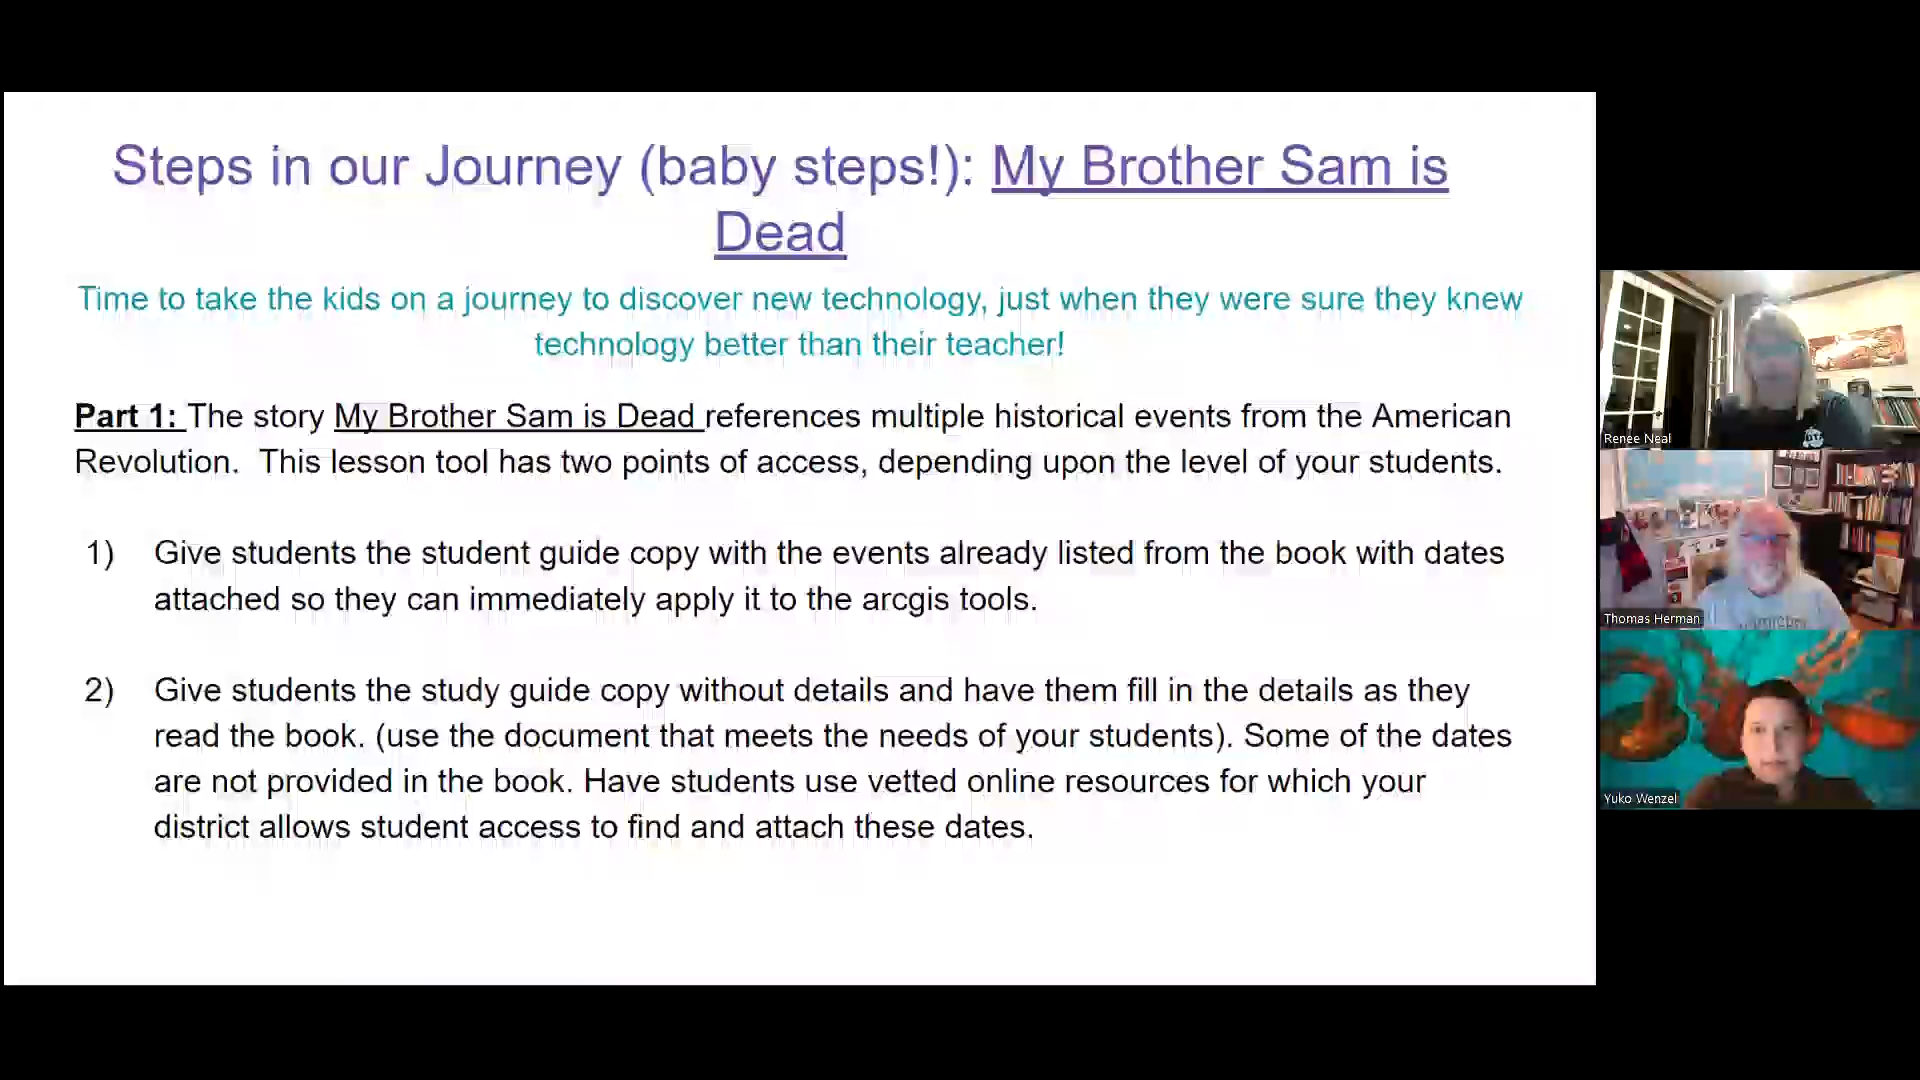 Steps in our Journey (baby steps!): My Brother Sam is
Dead
Time to take the kids on a journey to discover new technology, just when they were sure they knew
technology better than their teacher!
Part 1: The story My Brother Sam is Dead references multiple historical events from the American
Revolution.  This lesson tool has two points of access, depending upon the level of your students.
1) Give students the student guide copy with the events already listed from the book with dates
attached so they can immediately apply it to the arcgis tools.
2) Give students the study guide copy without details and have them fill in the details as they
read the book. (use the document that meets the needs of your students). Some of the dates
are not provided in the book. Have students use vetted online resources for which your
district allows student access to find and attach these dates.
Renee Neal
Thomas Herman
Yuko Wenzel